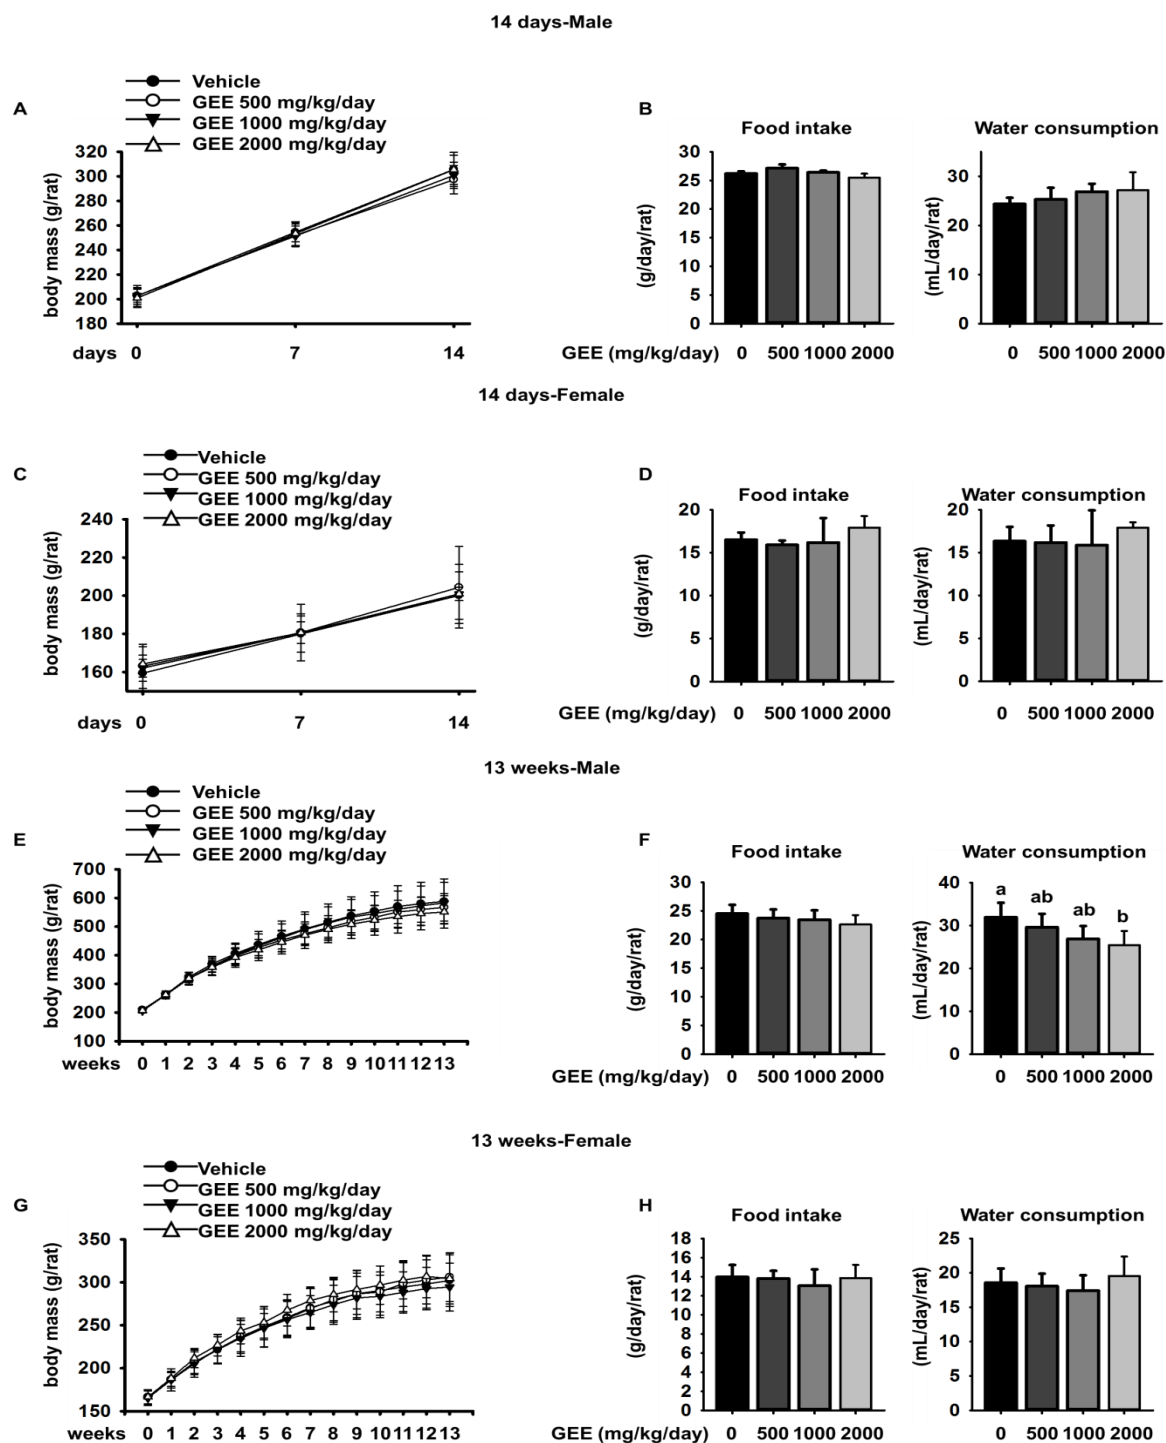 14 days-Male
A
Vehicle
GEE 500 mg/kg/day
GEE 1000 mg/kg/day
GEE 2000 mg/kg/day
320
300
280
260
240
220
200
180
body mass (g/rat)
days 0 7 14
B
Food intake
30
25
20
15
10
5
0
(g/day/rat)
Water consumption
30
20
10
0
(mL/day/rat)
GEE (mg/kg/day) 0 500 1000 2000 0 500 1000 2000
14 days-Female
C
Vehicle
GEE 500 mg/kg/day
GEE 1000 mg/kg/day
GEE 2000 mg/kg/day
240
220
200
180
160
body mass (g/rat)
days 0 7 14
D
Food intake
20
15
10
5
0
(g/day/rat)
Water consumption
20
15
10
5
0
(mL/day/rat)
GEE (mg/kg/day) 0 500 1000 2000 0 500 1000 2000
13 weeks-Male
E
Vehicle
GEE 500 mg/kg/day
GEE 1000 mg/kg/day
GEE 2000 mg/kg/day
700
600
500
400
300
200
100
body mass (g/rat)
weeks 0 1 2 3 4 5 6 7 8 9 10 11 12 13
F
Food intake
30
25
20
15
10
5
0
(g/day/rat)
Water consumption
40
30
20
10
0
(mL/day/rat)
a ab ab b
GEE (mg/kg/day) 0 500 1000 2000 0 500 1000 2000
13 weeks-Female
G
Vehicle
GEE 500 mg/kg/day
GEE 1000 mg/kg/day
GEE 2000 mg/kg/day
350
300
250
200
150
body mass (g/rat)
weeks 0 1 2 3 4 5 6 7 8 9 10 11 12 13
H
Food intake
18
16
14
12
10
8
6
4
2
0
(g/day/rat)
Water consumption
25
20
15
10
5
0
(mL/day/rat)
GEE (mg/kg/day) 0 500 1000 2000 0 500 1000 2000